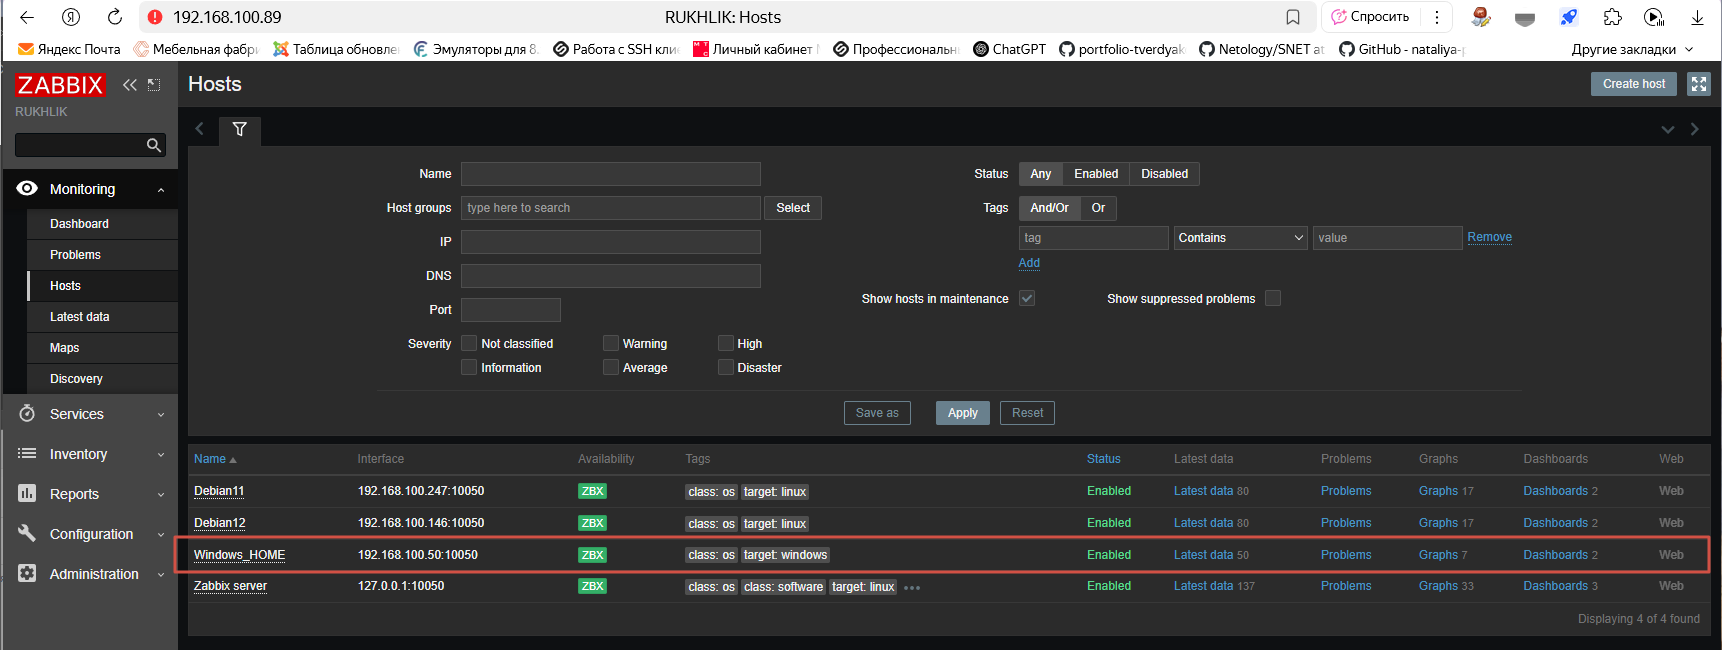 192.168.100.89 RUKHLIK: Hosts Спросить
Яндекс Почта Мебельная фабри Таблица обновле Эмуляторы для 8. Работа с SSH кли Личный кабинет Профессиональн ChatGPT portfolio-tverdyak Netology/SNET at GitHub - nataliya-p Другие закладки
ZABBIX Hosts Create host
RUKHLIK
Name Status Any Enabled Disabled
Monitoring
Host groups type here to search Select Tags And/Or Or
Dashboard
IP tag Contains value Remove
Problems
Add
DNS
Hosts
Show hosts in maintenance Show suppressed problems
Port
Latest data
Severity Not classified Warning High
Maps
Information Average Disaster
Discovery
Services
Save as Apply Reset
Inventory
Name Interface Availability Tags Status Latest data Problems Graphs Dashboards Web
Reports
Debian11 192.168.100.247:10050 ZBX class: os target: linux Enabled Latest data 80 Problems Graphs 17 Dashboards 2 Web
Debian12 192.168.100.146:10050 ZBX class: os target: linux Enabled Latest data 80 Problems Graphs 17 Dashboards 2 Web
Configuration
Windows_HOME 192.168.100.50:10050 ZBX class: os target: windows Enabled Latest data 50 Problems Graphs 7 Dashboards 2 Web
Administration
Zabbix server 127.0.0.1:10050 ZBX class: os class: software target: linux ••• Enabled Latest data 137 Problems Graphs 33 Dashboards 3 Web
Displaying 4 of 4 found